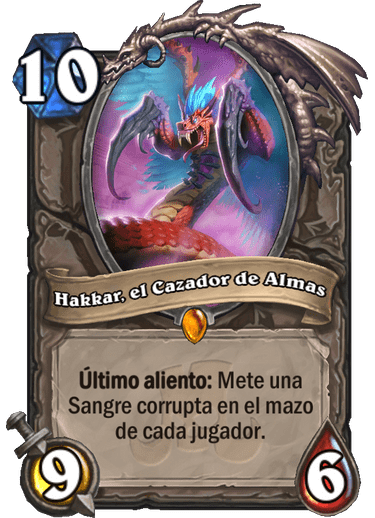 10
Hakkar, el Cazador de Almas
Último aliento: Mete una
Sangre corrupta en el mazo
de cada jugador.
9
6